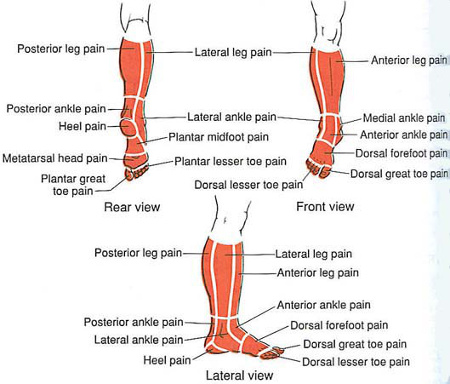 Posterior leg pain
Lateral leg pain
Anterior leg pain
Posterior ankle pain
Heel pain
Metatarsal head pain
Plantar great
toe pain
Lateral ankle pain
Plantar midfoot pain
Plantar lesser toe pain
Dorsal lesser toe pain
Medial ankle pain
Anterior ankle pain
Dorsal forefoot pain
Dorsal great toe pain
Rear view
Front view
Posterior leg pain
Lateral leg pain
Anterior leg pain
Posterior ankle pain
Lateral ankle pain
Heel pain
Anterior ankle pain
Dorsal forefoot pain
Dorsal great toe pain
Dorsal lesser toe pain
Lateral view